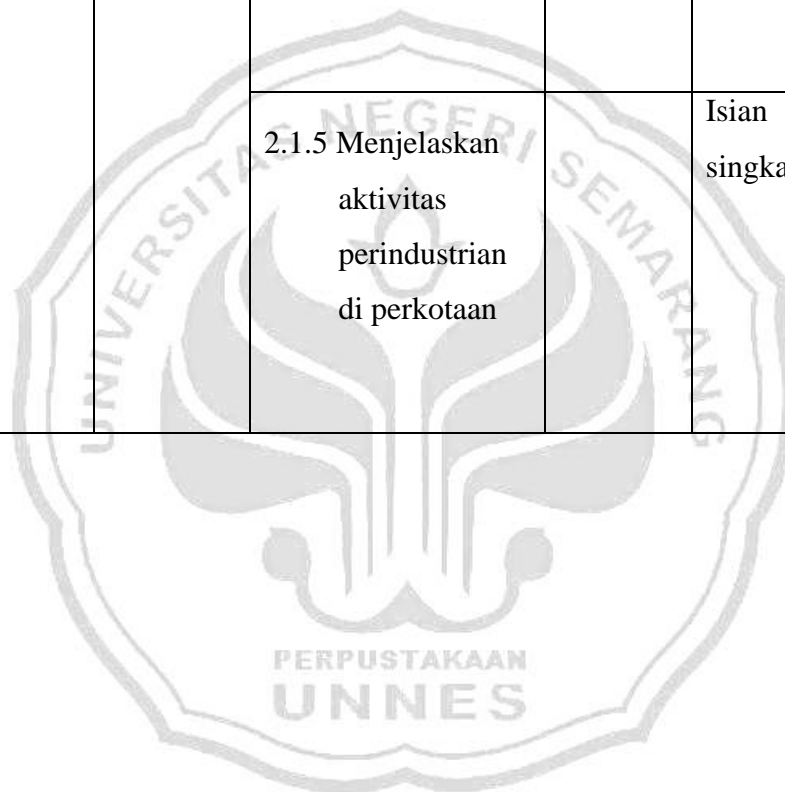 2.1.5 Menjelaskan
aktivitas
perindustrian
di perkotaan
Isian
UNIVERSITAS NEGERI SEMARANG
PERPUSTAKAAN
UNNES